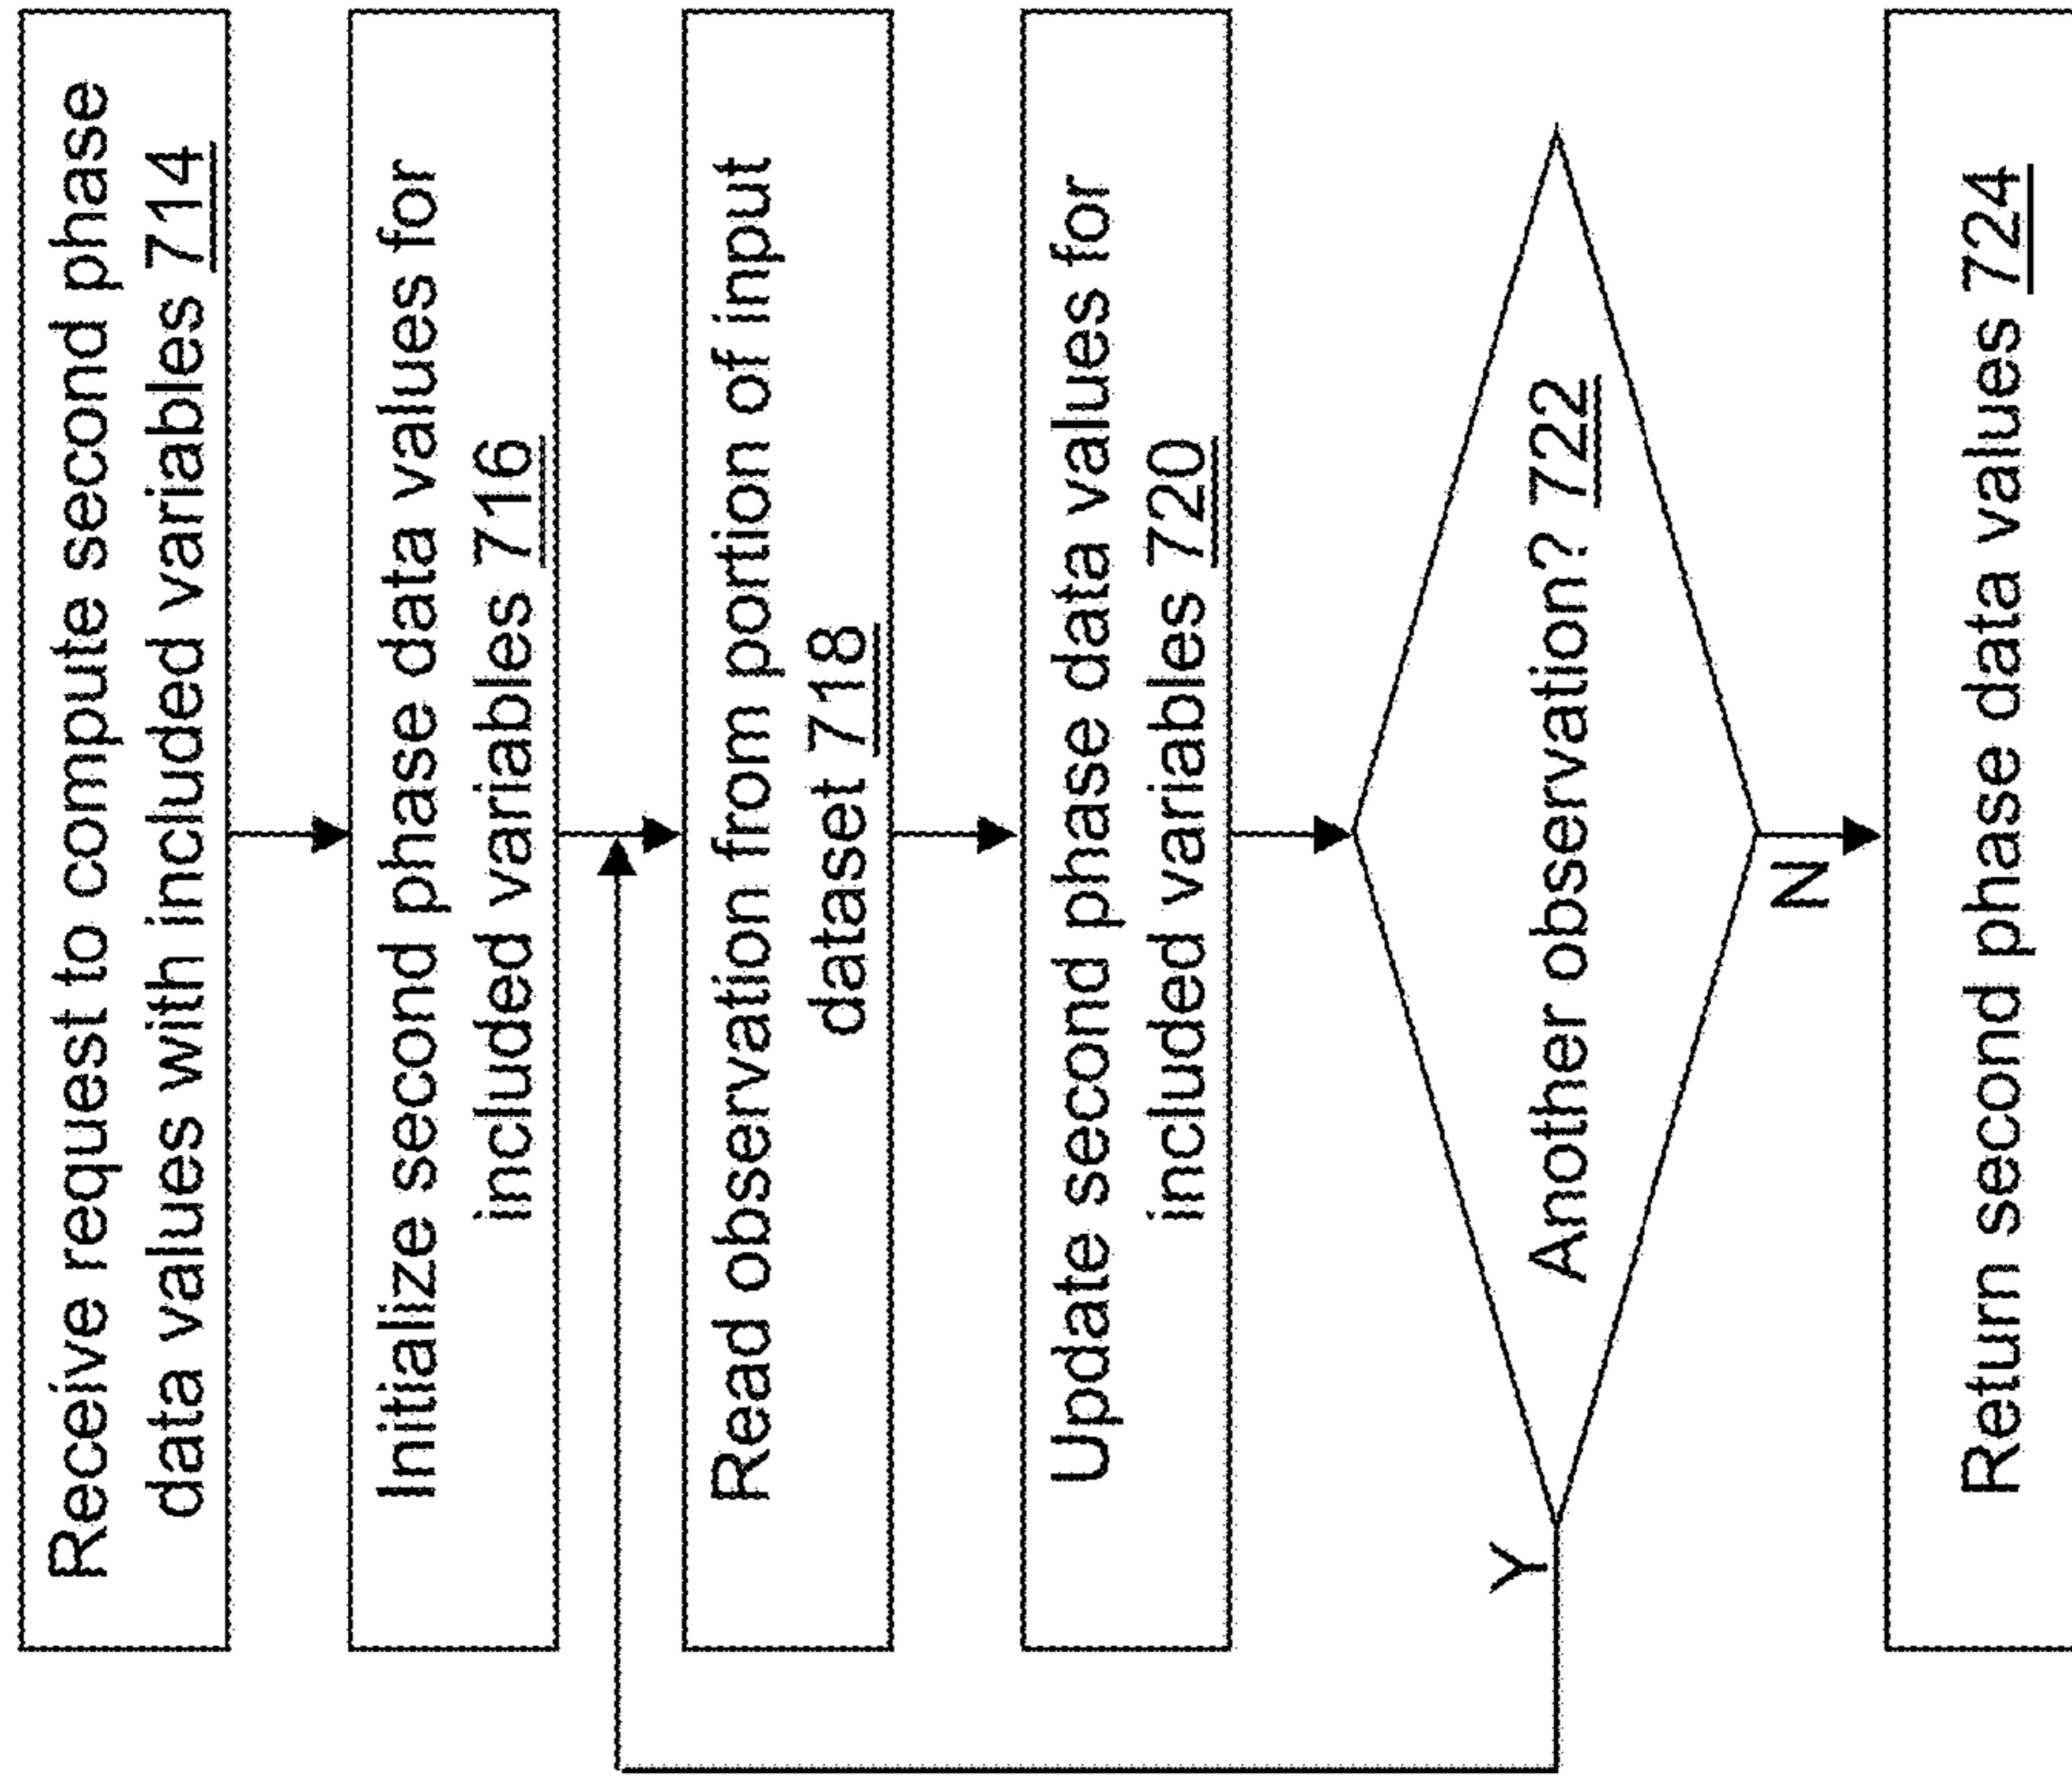 Receive request to compute second phase
data values with included variables 714
Initialize second phase data values for
included variables 716
Read observation from portion of input
dataset 718
Update second phase data values for
included variables 720
Another observation? 722
Y
N
Return second phase data values 724